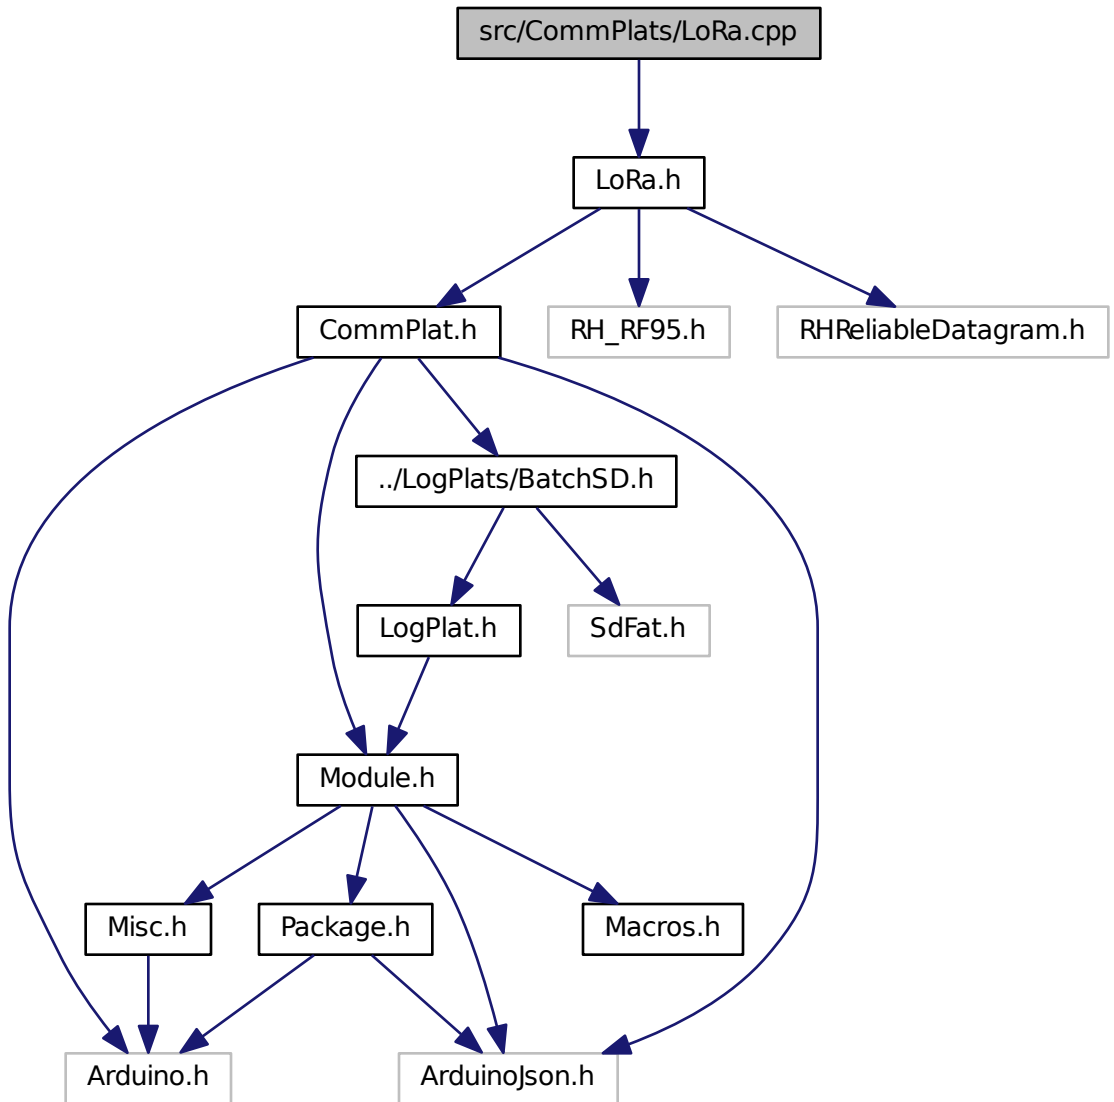 src/CommPlats/LoRa.cpp
LoRa.h
CommPlat.h
RH_RF95.h
RHReliableDatagram.h
../LogPlats/BatchSD.h
LogPlat.h
SdFat.h
Module.h
Misc.h
Package.h
Macros.h
Arduino.h
ArduinoJson.h